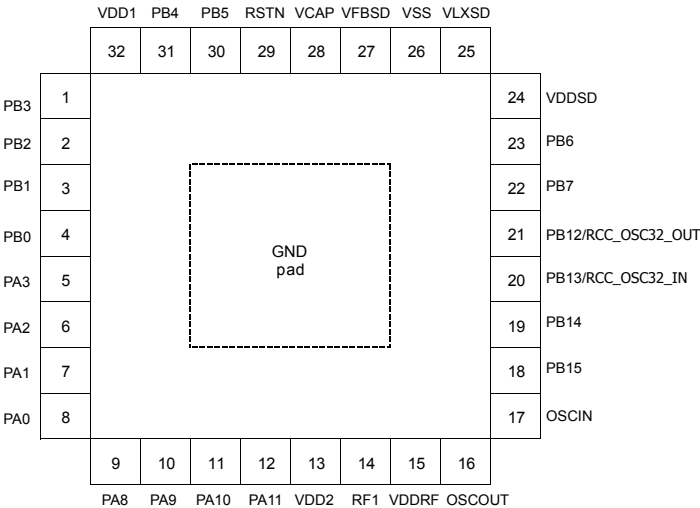 VDD1 PB4 PB5 RSTN VCAP VFBSD VSS VLXSD
32 31 30 29 28 27 26 25
PB3 1 24 VDDSD
PB2 2 23 PB6
PB1 3 22 PB7
PB0 4 21 PB12/RCC_OSC32_OUT
GND
pad
PA3 5 20 PB13/RCC_OSC32_IN
PA2 6 19 PB14
PA1 7 18 PB15
PA0 8 17 OSCIN
9 10 11 12 13 14 15 16
PA8 PA9 PA10 PA11 VDD2 RF1 VDDRF OSCOUT